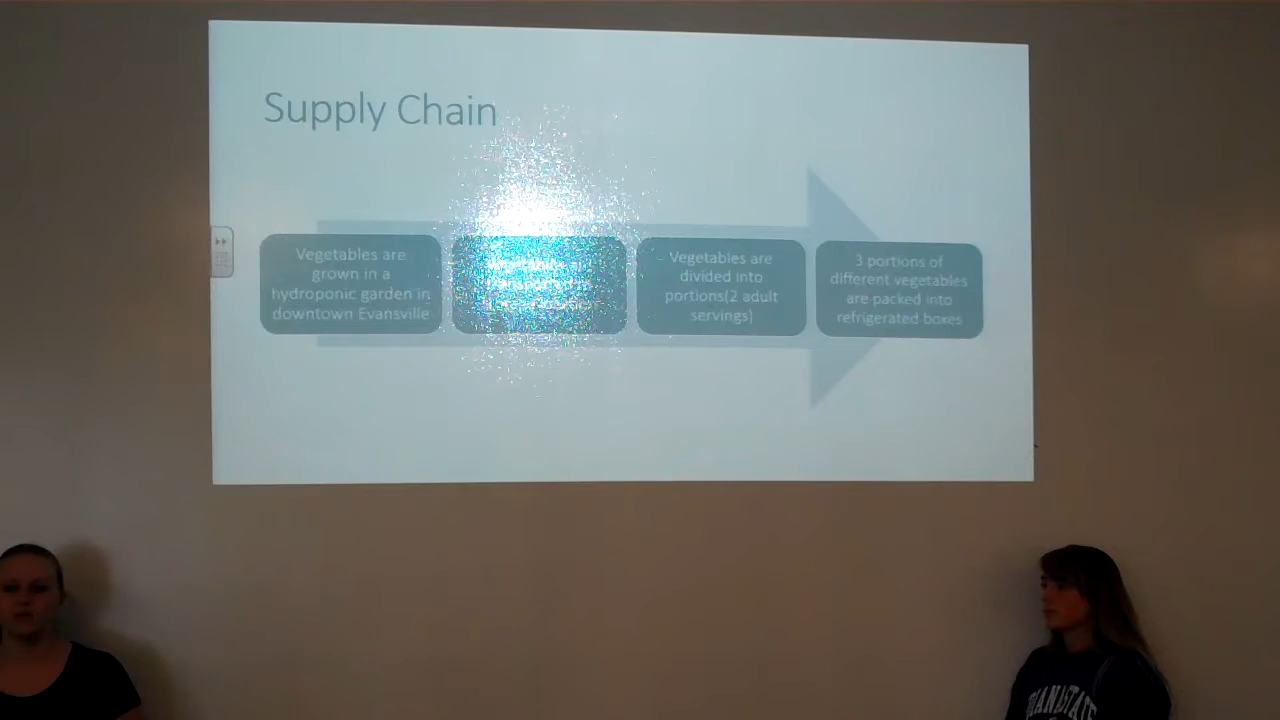 Supply Chain
Vegetables are
grown in a
hydroponic garden in
downtown Evansville
Vegetables are
divided into
portions(2 adult
servings)
3 portions of
different vegetables
are packed into
refrigerated boxes